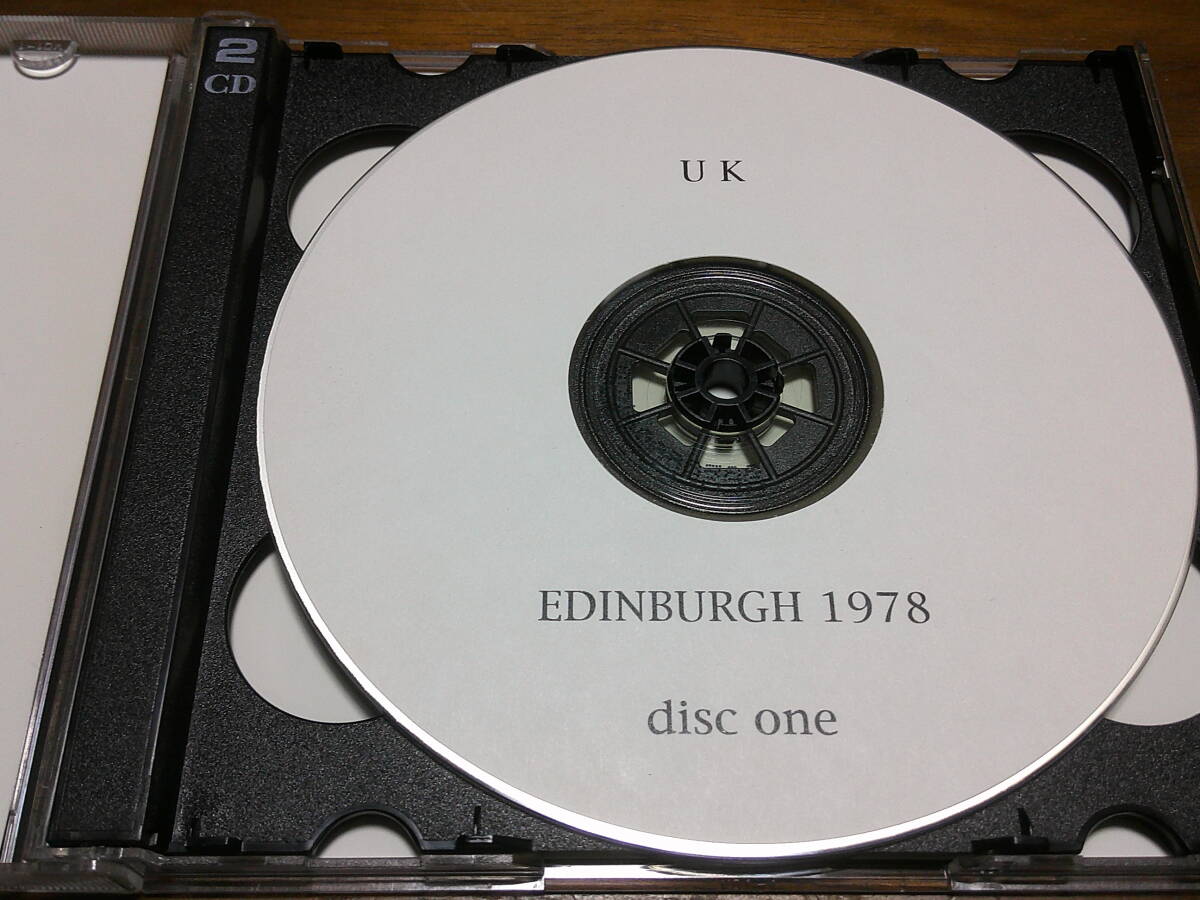 2
CD
U K
EDINBURGH 1978
disc one